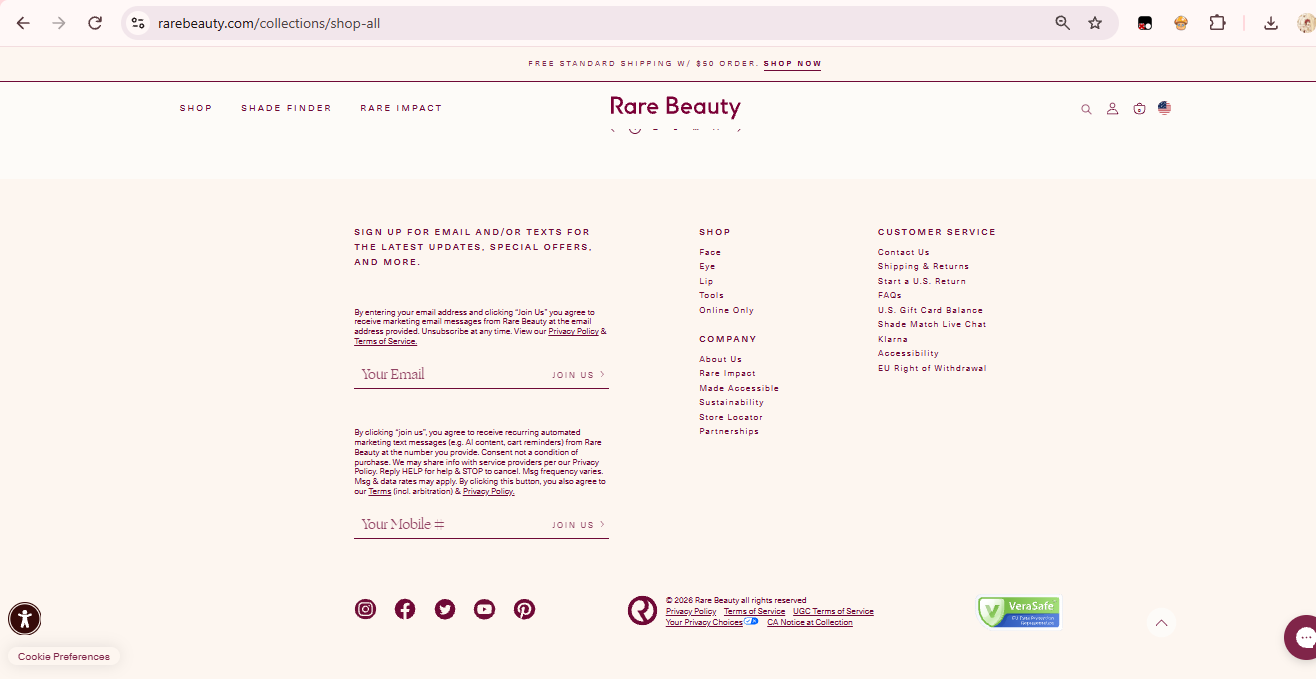 rarebeauty.com/collections/shop-all
FREE STANDARD SHIPPING W/ $50 ORDER. SHOP NOW
SHOP SHADE FINDER RARE IMPACT
Rare Beauty
0
SIGN UP FOR EMAIL AND/OR TEXTS FOR
THE LATEST UPDATES, SPECIAL OFFERS,
AND MORE.
By entering your email address and clicking "Join Us" you agree to
receive marketing email messages from Rare Beauty at the email
address provided. Unsubscribe at any time. View our Privacy Policy &
Terms of Service.
Your Email JOIN US
By clicking "join us", you agree to receive recurring automated
marketing text messages (e.g. AI content, cart reminders) from Rare
Beauty at the number you provide. Consent not a condition of
purchase. We may share info with service providers per our Privacy
Policy. Reply HELP for help & STOP to cancel. Msg frequency varies.
Msg & data rates may apply. By clicking this button, you also agree to
our Terms (incl. arbitration) & Privacy Policy.
Your Mobile # JOIN US
SHOP
Face
Eye
Lip
Tools
Online Only
COMPANY
About Us
Rare Impact
Made Accessible
Sustainability
Store Locator
Partnerships
CUSTOMER SERVICE
Contact Us
Shipping & Returns
Start a U.S. Return
FAQs
U.S. Gift Card Balance
Shade Match Live Chat
Klarna
Accessibility
EU Right of Withdrawal
© 2026 Rare Beauty all rights reserved
Privacy Policy Terms of Service UGC Terms of Service
Your Privacy Choices CA Notice at Collection
VeraSafe
Cookie Preferences